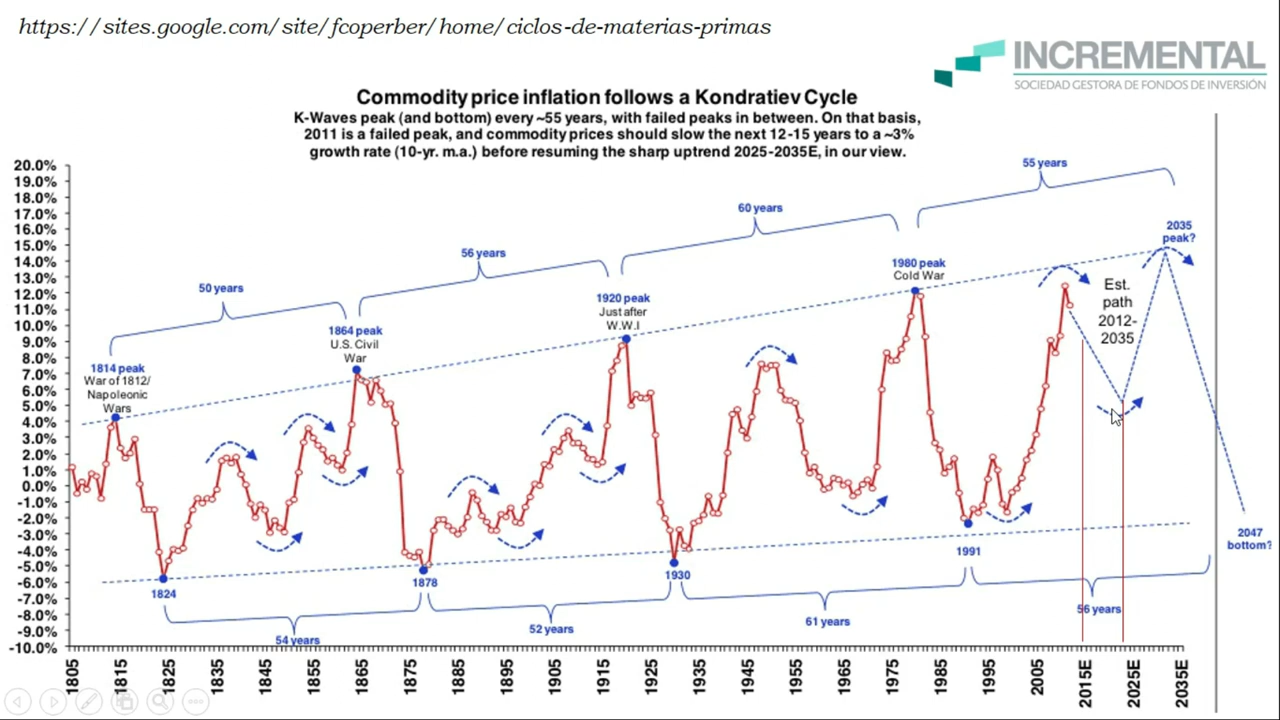 https://sites.google.com/site/fcoperber/home/ciclos-de-materias-primas
INCREMENTAL
SOCIEDAD GESTORA DE FONDOS DE INVERSIÓN
Commodity price inflation follows a Kondratiev Cycle
K-Waves peak (and bottom) every ~55 years, with failed peaks in between. On that basis,
2011 is a failed peak, and commodity prices should slow the next 12-15 years to a ~3%
growth rate (10-yr. m.a.) before resuming the sharp uptrend 2025-2035E, in our view.
20.0%
19.0%
18.0%
17.0%
16.0%
15.0%
14.0%
13.0%
12.0%
11.0%
10.0%
9.0%
8.0%
7.0%
6.0%
5.0%
4.0%
3.0%
2.0%
1.0%
0.0%
-1.0%
-2.0%
-3.0%
-4.0%
-5.0%
-6.0%
-7.0%
-8.0%
-9.0%
-10.0%
50 years
56 years
60 years
55 years
1814 peak
War of 1812/
Napoleonic
Wars
1864 peak
U.S. Civil
War
1920 peak
Just after
W.W.I
1980 peak
Cold War
2035
peak?
Est.
path
2012-
2035
1824
1878
1930
1991
2047
bottom?
54 years
52 years
61 years
56 years
1805
1815
1825
1835
1845
1855
1865
1875
1885
1895
1905
1915
1925
1935
1945
1955
1965
1975
1985
1995
2005
2015E
2025E
2035E